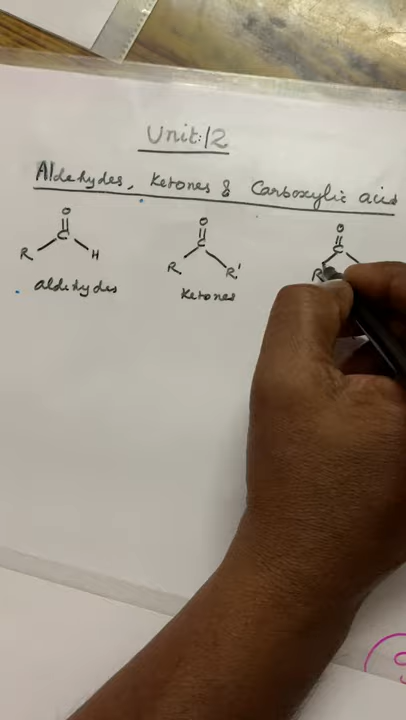 Unit:12
Aldehydes, Ketones & Carboxylic acid
O O O
C C C
R H R R' R
aldehydes Ketones